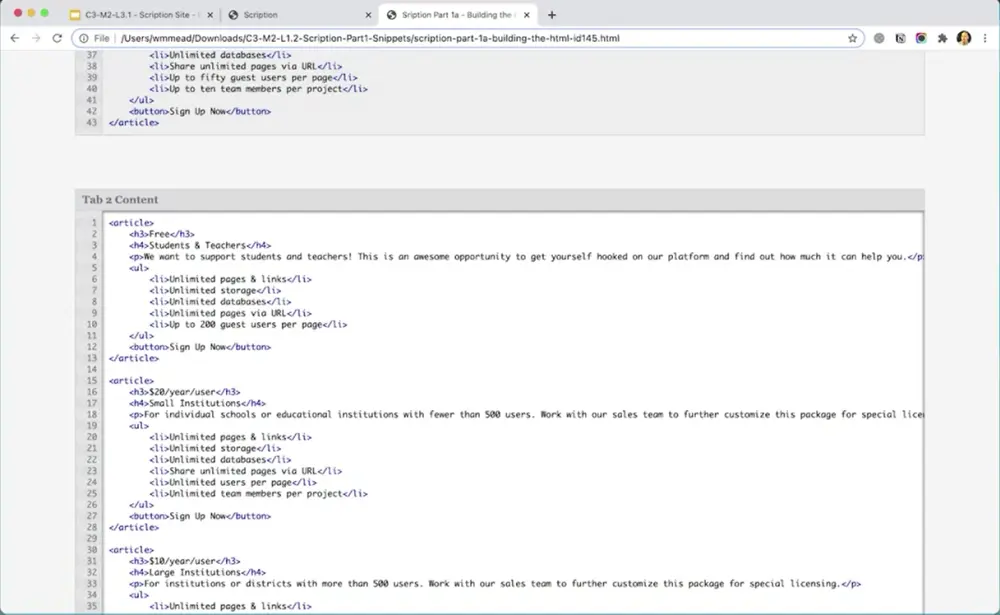 C3-M2-L3.1 - Scription Site -
Scription
Sription Part 1a - Building the
File /Users/wmmead/Downloads/C3-M2-L1.2-Scription-Part1-Snippets/scription-part-1a-building-the-html-id145.html
37 <li>Unlimited databases</li>
38 <li>Share unlimited pages via URL</li>
39 <li>Up to fifty guest users per page</li>
40 <li>Up to ten team members per project</li>
41 </ul>
42 <button>Sign Up Now</button>
43 </article>
Tab 2 Content
1 <article>
2 <h3>Free</h3>
3 <h4>Students & Teachers</h4>
4 <p>We want to support students and teachers! This is an awesome opportunity to get yourself hooked on our platform and find out how much it can help you.</p
5 <ul>
6 <li>Unlimited pages & links</li>
7 <li>Unlimited storage</li>
8 <li>Unlimited databases</li>
9 <li>Unlimited pages via URL</li>
10 <li>Up to 200 guest users per page</li>
11 </ul>
12 <button>Sign Up Now</button>
13 </article>
14
15 <article>
16 <h3>$20/year/user</h3>
17 <h4>Small Institutions</h4>
18 <p>For individual schools or educational institutions with fewer than 500 users. Work with our sales team to further customize this package for special licen
19 <ul>
20 <li>Unlimited pages & links</li>
21 <li>Unlimited storage</li>
22 <li>Unlimited databases</li>
23 <li>Share unlimited pages via URL</li>
24 <li>Unlimited users per page</li>
25 <li>Unlimited team members per project</li>
26 </ul>
27 <button>Sign Up Now</button>
28 </article>
29
30 <article>
31 <h3>$10/year/user</h3>
32 <h4>Large Institutions</h4>
33 <p>For institutions or districts with more than 500 users. Work with our sales team to further customize this package for special licensing.</p>
34 <ul>
35 <li>Unlimited pages & links</li>